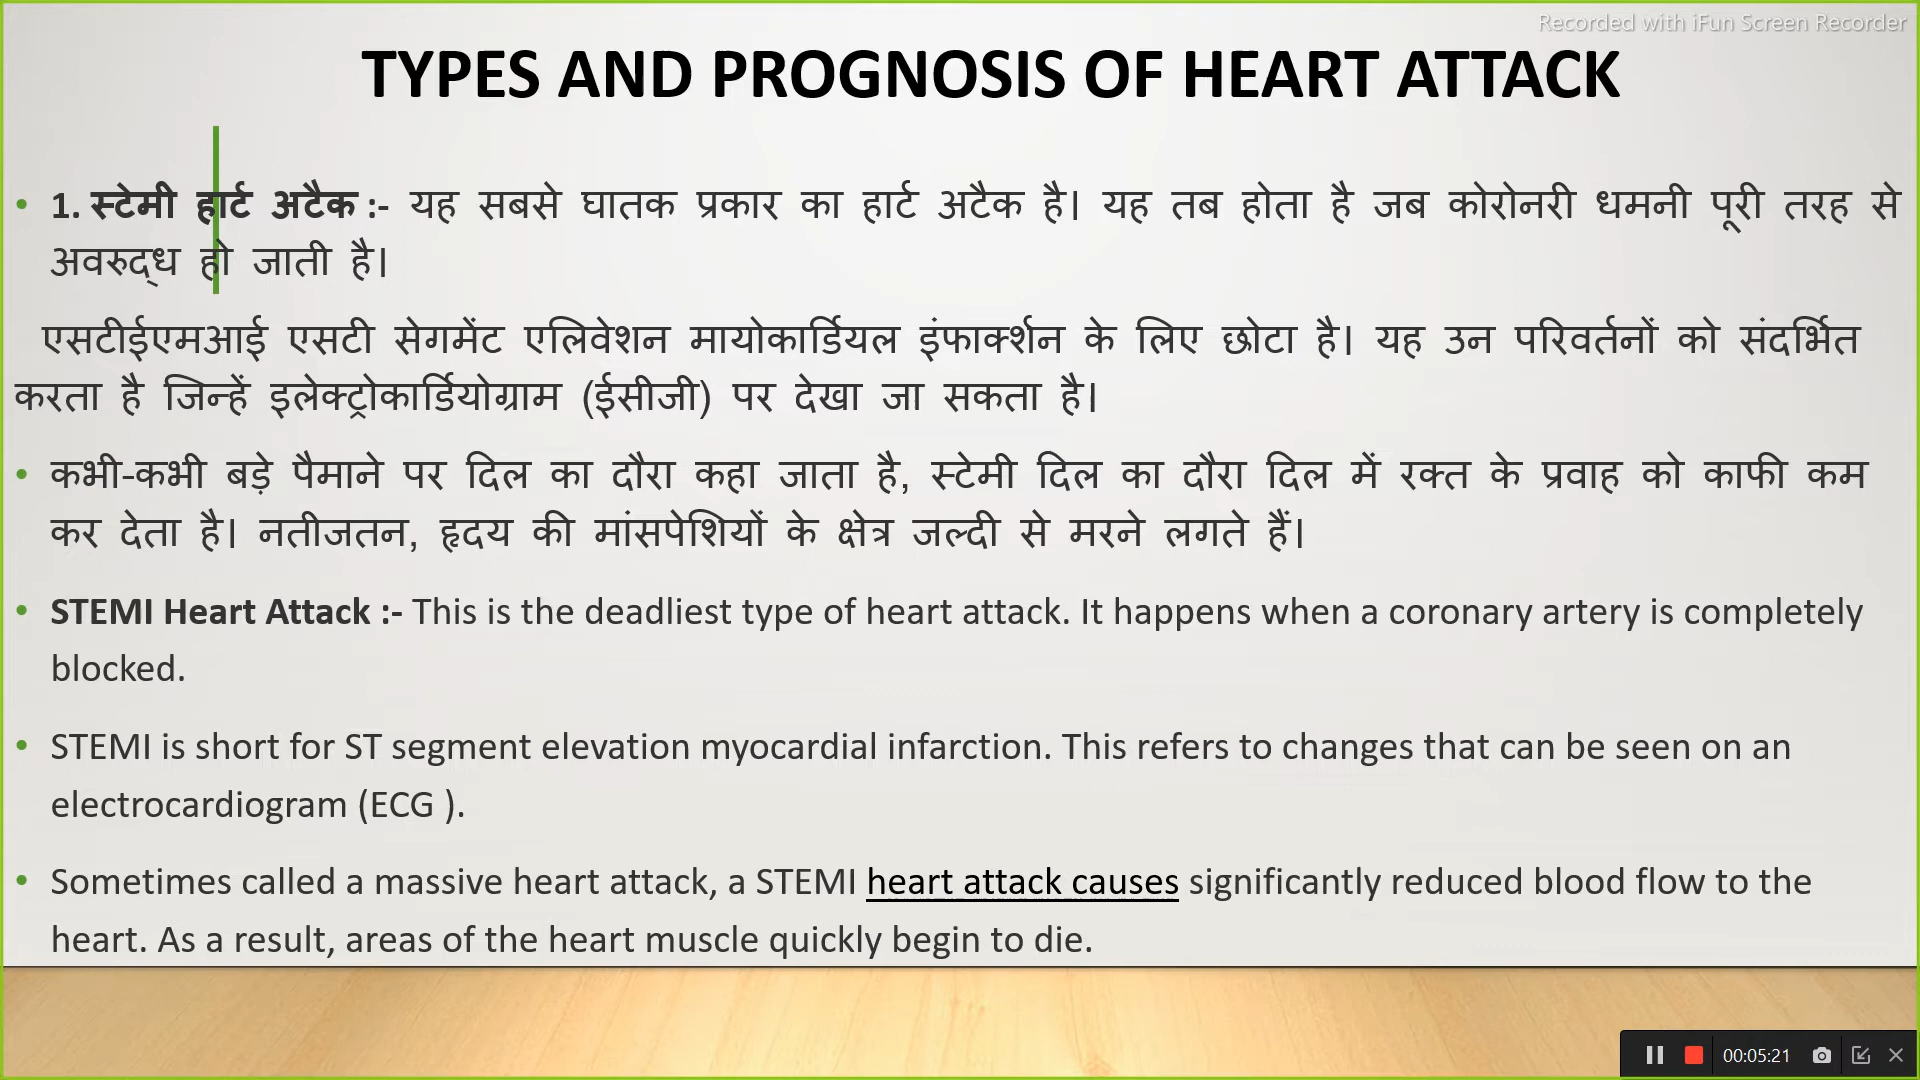 Recorded with iFun Screen Recorder
TYPES AND PROGNOSIS OF HEART ATTACK
• 1. स्टेमी हार्ट अटैक :- यह सबसे घातक प्रकार का हार्ट अटैक है। यह तब होता है जब कोरोनरी धमनी पूरी तरह से
अवरुद्ध हो जाती है।
एसटीईएमआई एसटी सेगमेंट एलिवेशन मायोकार्डियल इंफार्क्शन के लिए छोटा है। यह उन परिवर्तनों को संदर्भित
करता है जिन्हें इलेक्ट्रोकार्डियोग्राम (ईसीजी) पर देखा जा सकता है।
• कभी-कभी बड़े पैमाने पर दिल का दौरा कहा जाता है, स्टेमी दिल का दौरा दिल में रक्त के प्रवाह को काफी कम
कर देता है। नतीजतन, हृदय की मांसपेशियों के क्षेत्र जल्दी से मरने लगते हैं।
• STEMI Heart Attack :- This is the deadliest type of heart attack. It happens when a coronary artery is completely
blocked.
• STEMI is short for ST segment elevation myocardial infarction. This refers to changes that can be seen on an
electrocardiogram (ECG ).
• Sometimes called a massive heart attack, a STEMI heart attack causes significantly reduced blood flow to the
heart. As a result, areas of the heart muscle quickly begin to die.
00:05:21